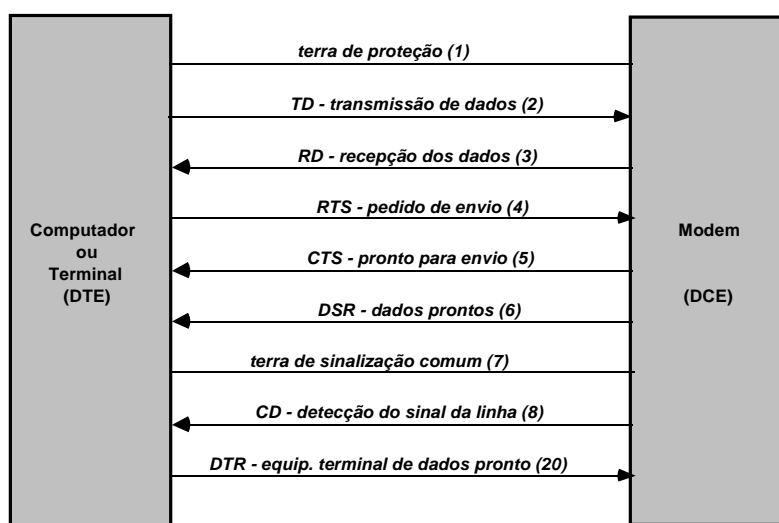 terra de proteção (1)
TD - transmissão de dados (2)
RD - recepção dos dados (3)
RTS - pedido de envio (4)
CTS - pronto para envio (5)
DSR - dados prontos (6)
terra de sinalização comum (7)
CD - detecção do sinal da linha (8)
DTR - equip. terminal de dados pronto (20)
Computador
ou
Terminal
(DTE)
Modem
(DCE)